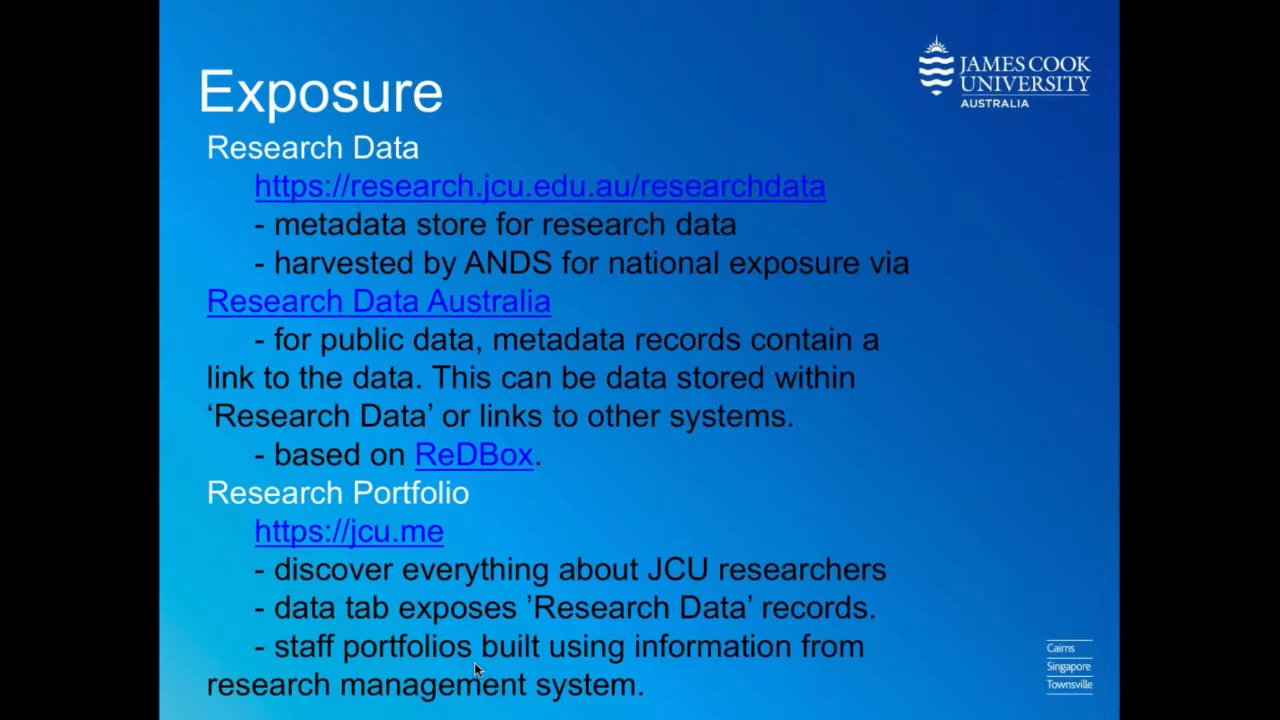 JAMES COOK
UNIVERSITY
AUSTRALIA
Exposure
Research Data
https://research.jcu.edu.au/researchdata
- metadata store for research data
- harvested by ANDS for national exposure via
Research Data Australia
- for public data, metadata records contain a
link to the data. This can be data stored within
‘Research Data’ or links to other systems.
- based on ReDBox.
Research Portfolio
https://jcu.me
- discover everything about JCU researchers
- data tab exposes ’Research Data’ records.
- staff portfolios built using information from
research management system.
Cairns
Singapore
Townsville